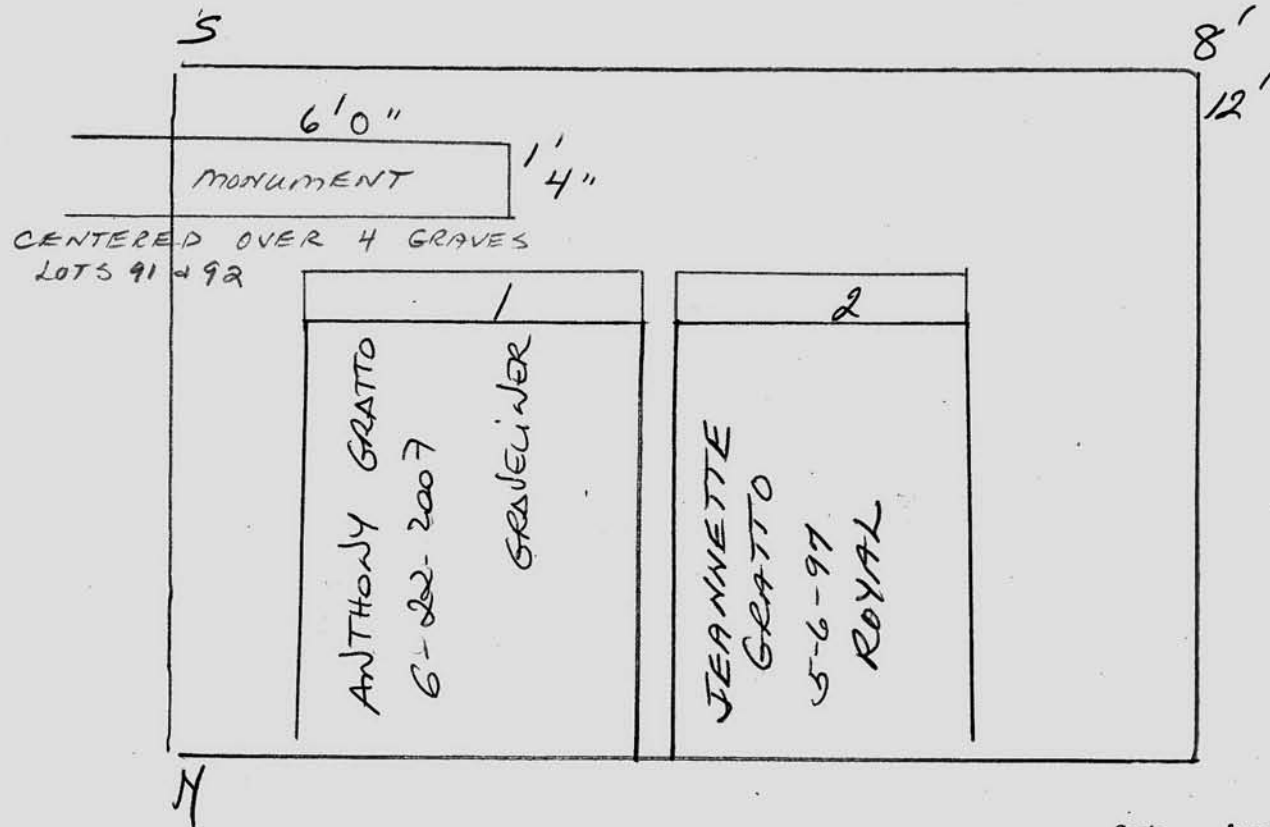 S
8'
12'
6'0"
1'4"
MONUMENT
CENTERED OVER 4 GRAVES
LOTS 91 & 92
1
2
ANTHONY GRATTO
6-22-2007
GRAVELINER
JEANNETTE
GRATTO
5-6-97
ROYAL
N